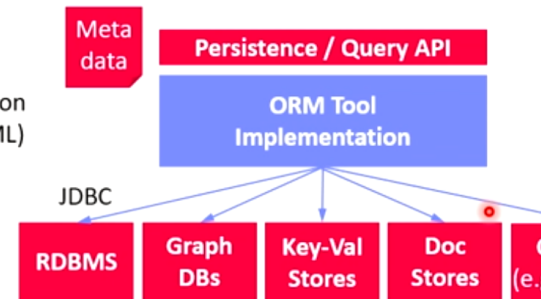 Meta
data
Persistence / Query API
on
ML)
ORM Tool
Implementation
JDBC
RDBMS
Graph
DBs
Key-Val
Stores
Doc
Stores
(e.